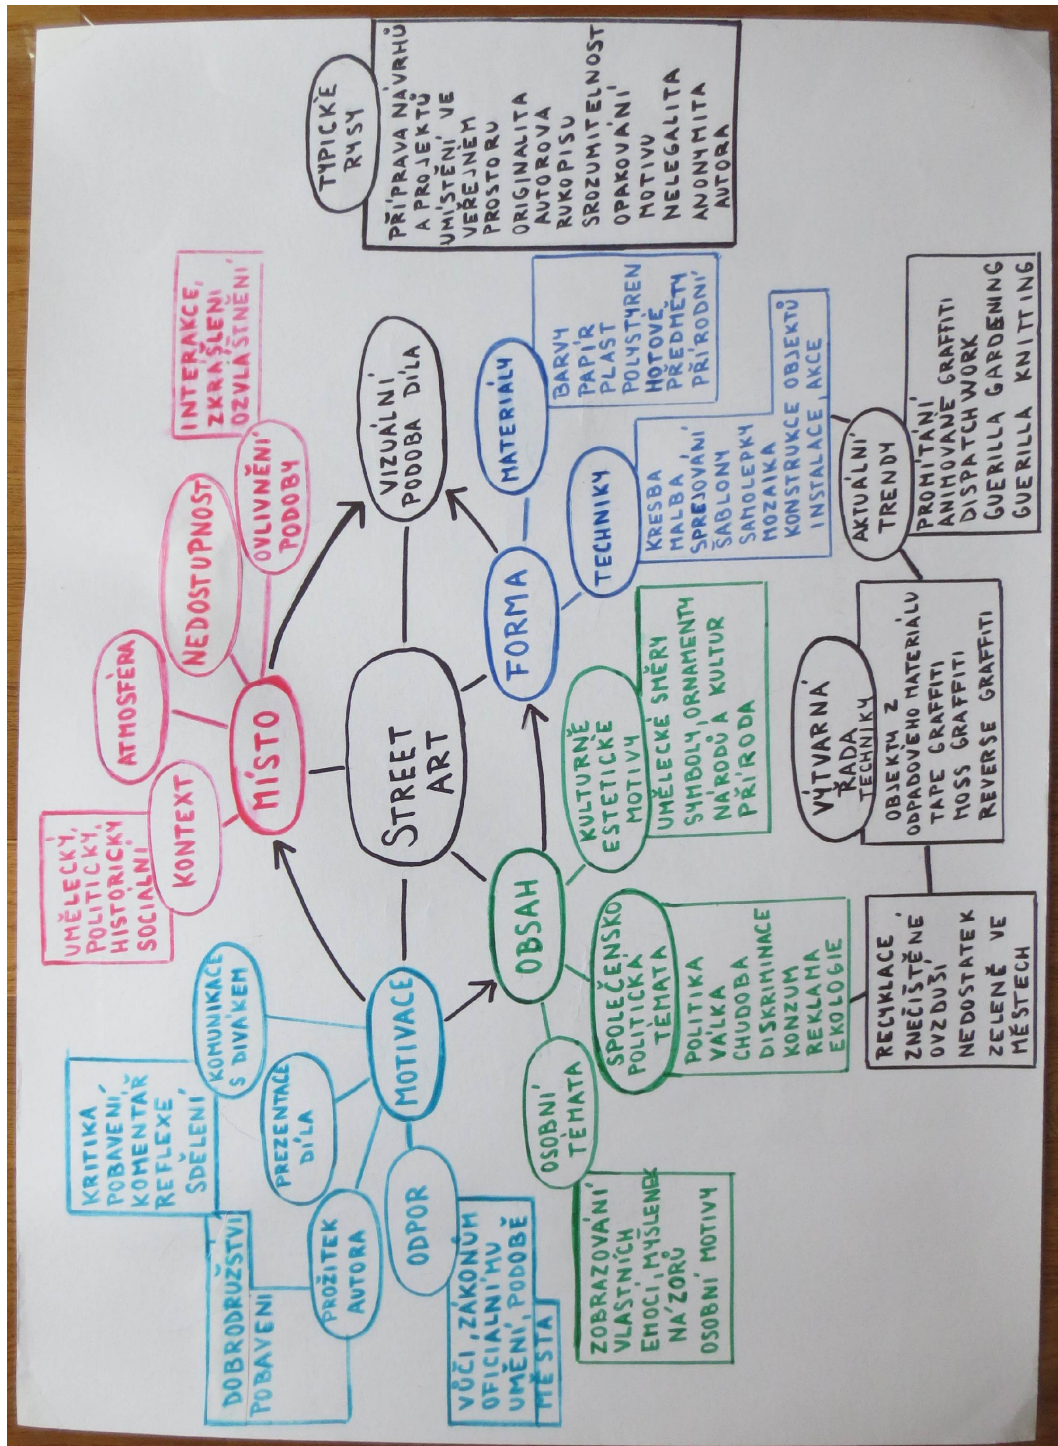 STREET
ART
MÍSTO
KONTEXT
UMĚLECKÝ,
POLITICKÝ,
HISTORICKÝ
SOCIALNÍ
ATMOSFÉRA
NEDOSTUPNOST
OVLIVNĚNÍ
PODOBY
INTERAKCE,
ZKRÁŠLENÍ
OZVLÁŠTNĚNÍ
VIZUÁLNÍ
PODOBA DÍLA
TYPICKÉ
RYSY
PŘÍPRAVA NÁVRHŮ
A PROJEKTŮ
UMÍSTĚNÍ VE
VEŘEJNÉM
PROSTORU
ORIGINALITA
AUTOROVA
RUKOPISU
SROZUMITELNOST
OPAKOVÁNÍ
MOTIVU
NELEGALITA
ANONYMITA
AUTORA
MOTIVACE
KOMUNIKACE
S DIVÁKEM
KRITIKA
POBAVENÍ
KOMENTÁŘ
REFLEXE
SDĚLENÍ
PREZENTACE
DÍLA
PROŽITEK
AUTORA
DOBRODRUŽSTVÍ
POBAVENI
ODPOR
VŮČI, ZÁKONŮM
OFICIALNÍMU
UMĚNÍ, PODOBĚ
MĚSTA
OBSAH
OSOBNÍ
TÉMATA
ZOBRAZOVÁNÍ
VLASTNÍCH
EMOCÍ, MYŠLENEK
NÁZORŮ
OSOBNÍ MOTIVY
SPOLEČENSKO
POLITICKÁ
TÉMATA
POLITIKA
VÁLKA
CHUDOBA
DISKRIMINACE
KONZUM
REKLAMA
EKOLOGIE
KULTURNĚ
ESTETICKÉ
MOTIVY
UMĚLECKÉ SMĚRY
SYMBOLY, ORNAMENTY
NÁRODŮ A KULTUR
PŘÍRODA
FORMA
MATERIÁLY
BARVY
PAPÍR
PLAST
POLYSTYREN
HOTOVÉ
PŘEDMĚTY
PŘÍRODNÍ
TECHNIKY
KRESBA
MALBA
SPREJOVÁNÍ
ŠABLONY
SAMOLEPKY
MOZAIKA
KONSTRUKCE OBJEKTŮ
INSTALACE, AKCE
RECYKLACE
ZNEČIŠTĚNÉ
OVZDUŠÍ
NEDOSTATEK
ZELENĚ VE
MĚSTECH
VÝTVARNÁ
ŘADA
TECHNIKY
OBJEKTY Z
ODPADOVÉHO MATERIÁLU
TAPE GRAFFITI
MOSS GRAFFITI
REVERSE GRAFFITI
AKTUÁLNÍ
TRENDY
PROMÍTÁNÍ
ANIMOVANÉ GRAFFITI
DISPATCH WORK
GUERILLA GARDENING
GUERILLA KNITTING